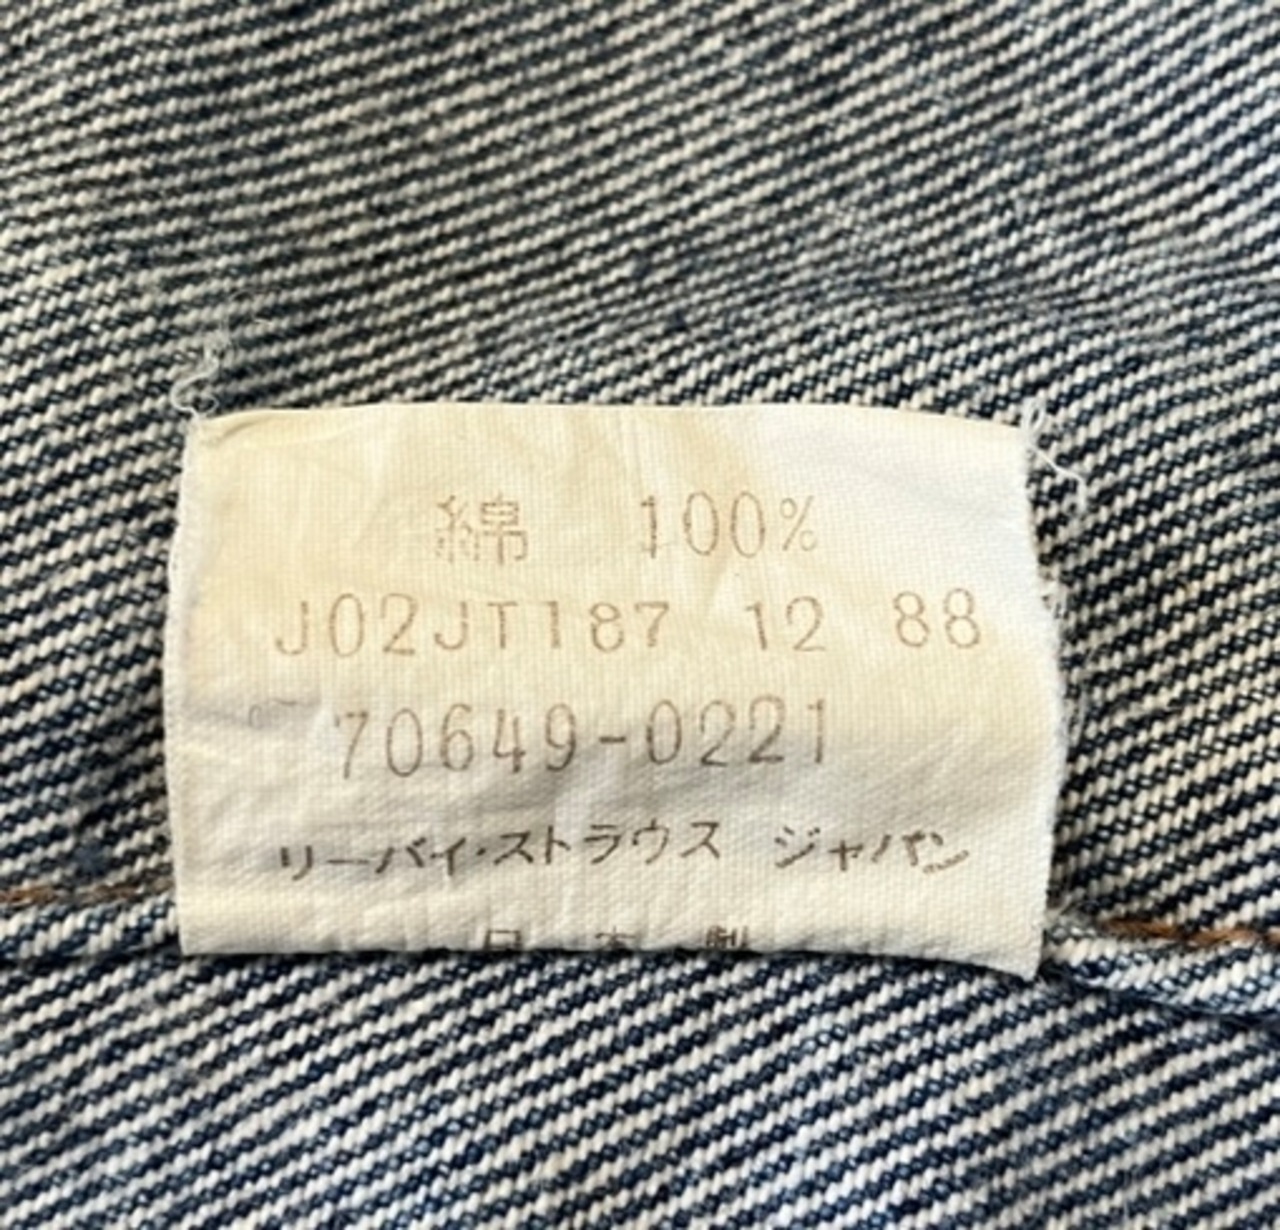 綿 100%
J02JT187 12 88
70649-0221
リーバイ・ストラウス ジャパン
日本製